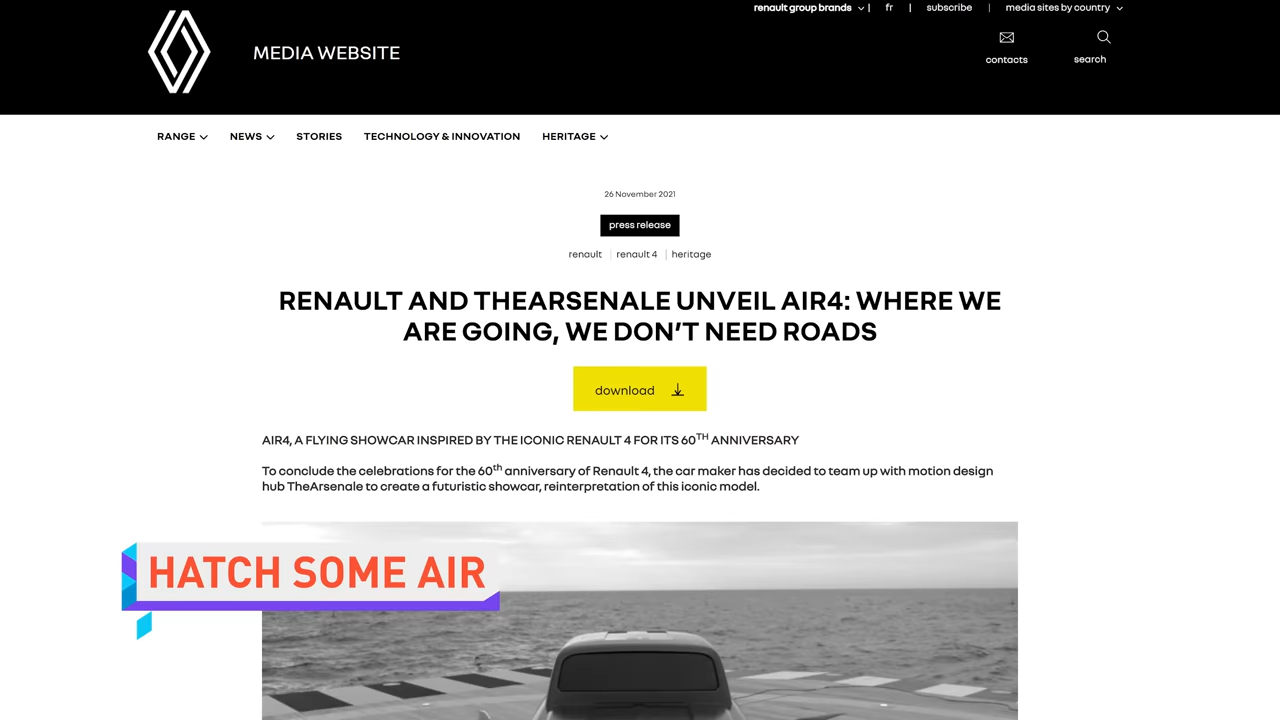 renault group brands | fr | subscribe | media sites by country
MEDIA WEBSITE
contacts
search
RANGE NEWS STORIES TECHNOLOGY & INNOVATION HERITAGE
26 November 2021
press release
renault | renault 4 | heritage
RENAULT AND THEARSENALE UNVEIL AIR4: WHERE WE
ARE GOING, WE DON’T NEED ROADS
download
AIR4, A FLYING SHOWCAR INSPIRED BY THE ICONIC RENAULT 4 FOR ITS 60TH ANNIVERSARY
To conclude the celebrations for the 60th anniversary of Renault 4, the car maker has decided to team up with motion design
hub TheArsenale to create a futuristic showcar, reinterpretation of this iconic model.
HATCH SOME AIR